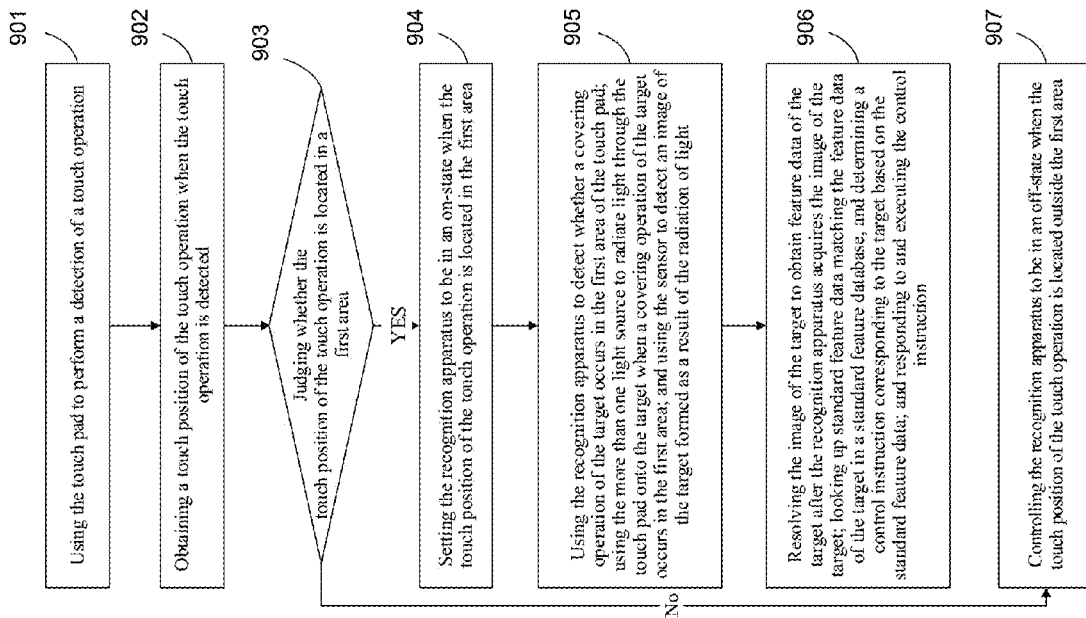 901
Using the touch pad to perform a detection of a touch operation
902
Obtaining a touch position of the touch operation when the touch
operation is detected
903
Judging whether the
touch position of the touch operation is located in a
first area
YES
904
Setting the recognition apparatus to be in an on-state when the
touch position of the touch operation is located in the first area
905
Using the recognition apparatus to detect whether a covering
operation of the target occurs in the first area of the touch pad;
using the more than one light source to radiate light through the
touch pad onto the target when a covering operation of the target
occurs in the first area; and using the sensor to detect an image of
the target formed as a result of the radiation of light
906
Resolving the image of the target to obtain feature data of the
target after the recognition apparatus acquires the image of the
target; looking up standard feature data matching the feature data
of the target in a standard feature database, and determining a
control instruction corresponding to the target based on the
standard feature data; and responding to and executing the control
instruction
No
907
Controlling the recognition apparatus to be in an off-state when the
touch position of the touch operation is located outside the first area